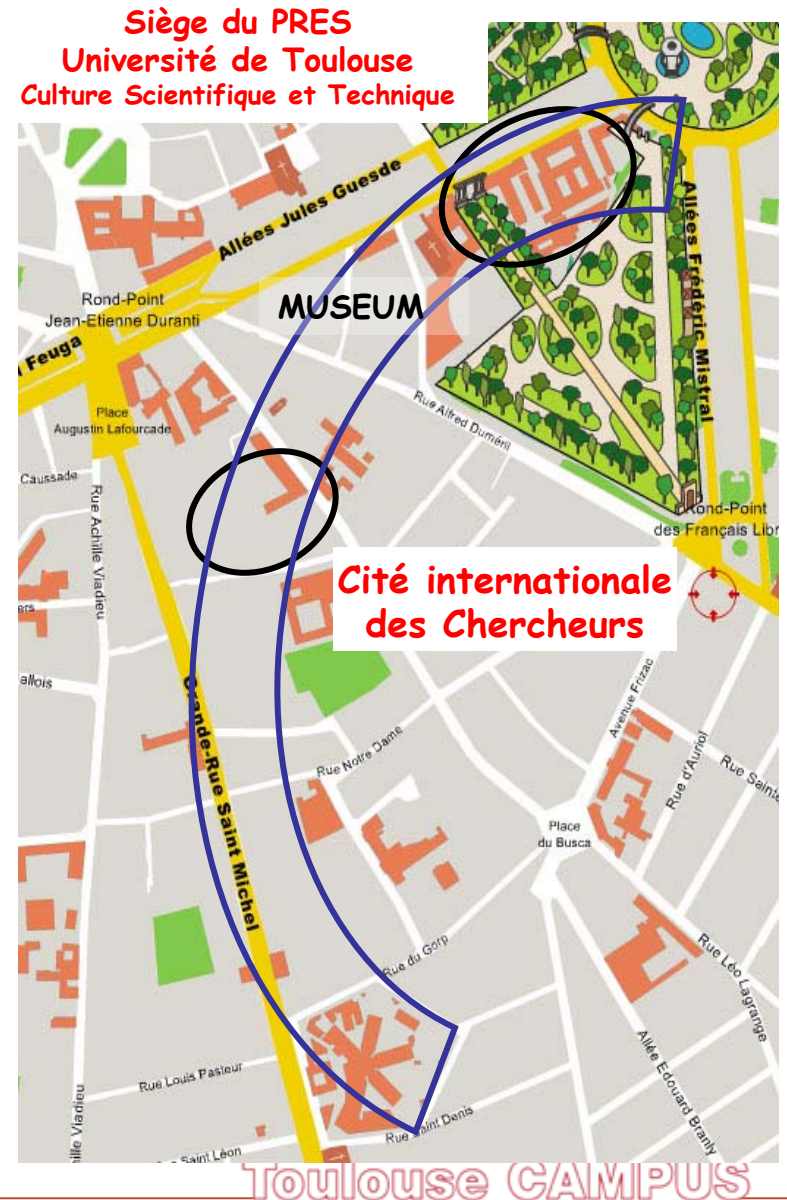 Siège du PRES
Université de Toulouse
Culture Scientifique et Technique
Allées Jules Guesde
Allées Frédéric Mistral
MUSEUM
Rond-Point
Jean-Etienne Duranti
Feuga
Place
Augustin Lafourcade
Rue Alfred Duméril
Caussade
Rue Achille Viadieu
Rond-Point
des Français Libr
Cité internationale
des Chercheurs
ers
allois
Grande-Rue Saint Michel
Rue Notre Dame
Avenue Frizac
Rue d'Auriol
Rue Sainte
Place
du Busca
Rue du Gorp
Rue Léo Lagrange
Allée Edouard Branly
Rue Louis Pasteur
Rue Saint Denis
ille Viadieu
Saint Léon
Toulouse CAMPUS